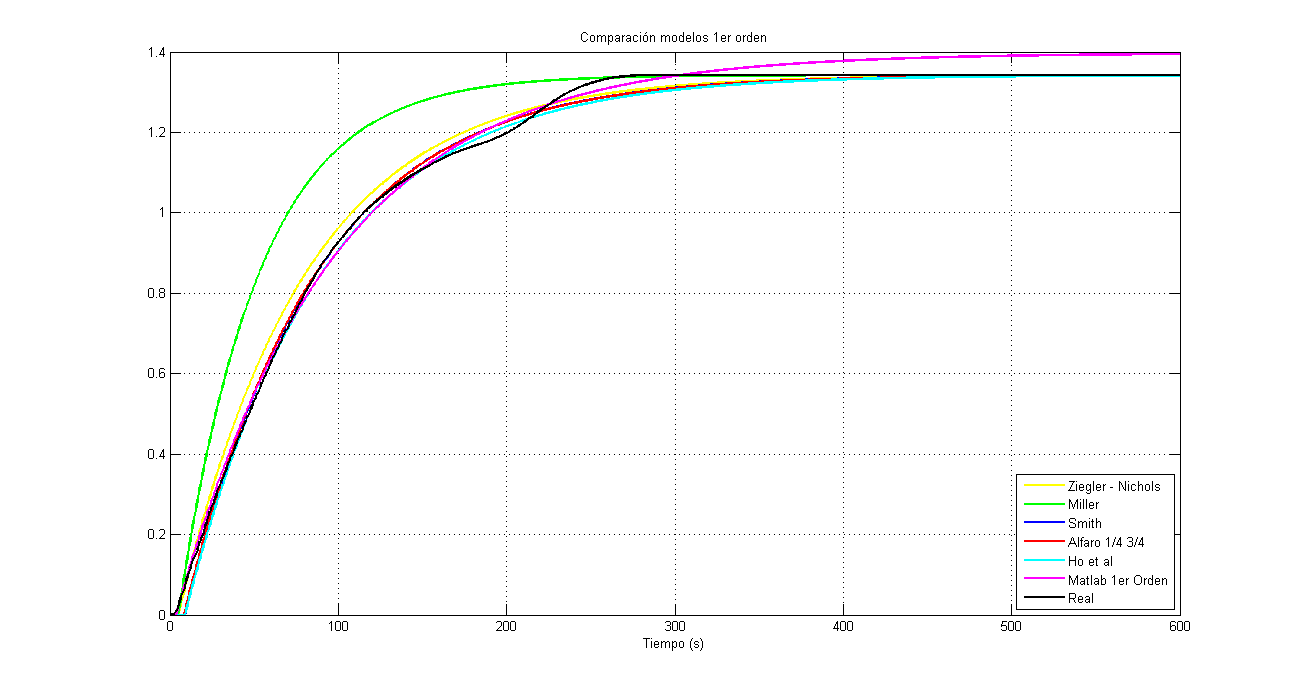 Comparación modelos 1er orden
1.4
1.2
1
0.8
0.6
0.4
0.2
0
0 100 200 300 400 500 600
Tiempo (s)
Ziegler - Nichols
Miller
Smith
Alfaro 1/4 3/4
Ho et al
Matlab 1er Orden
Real